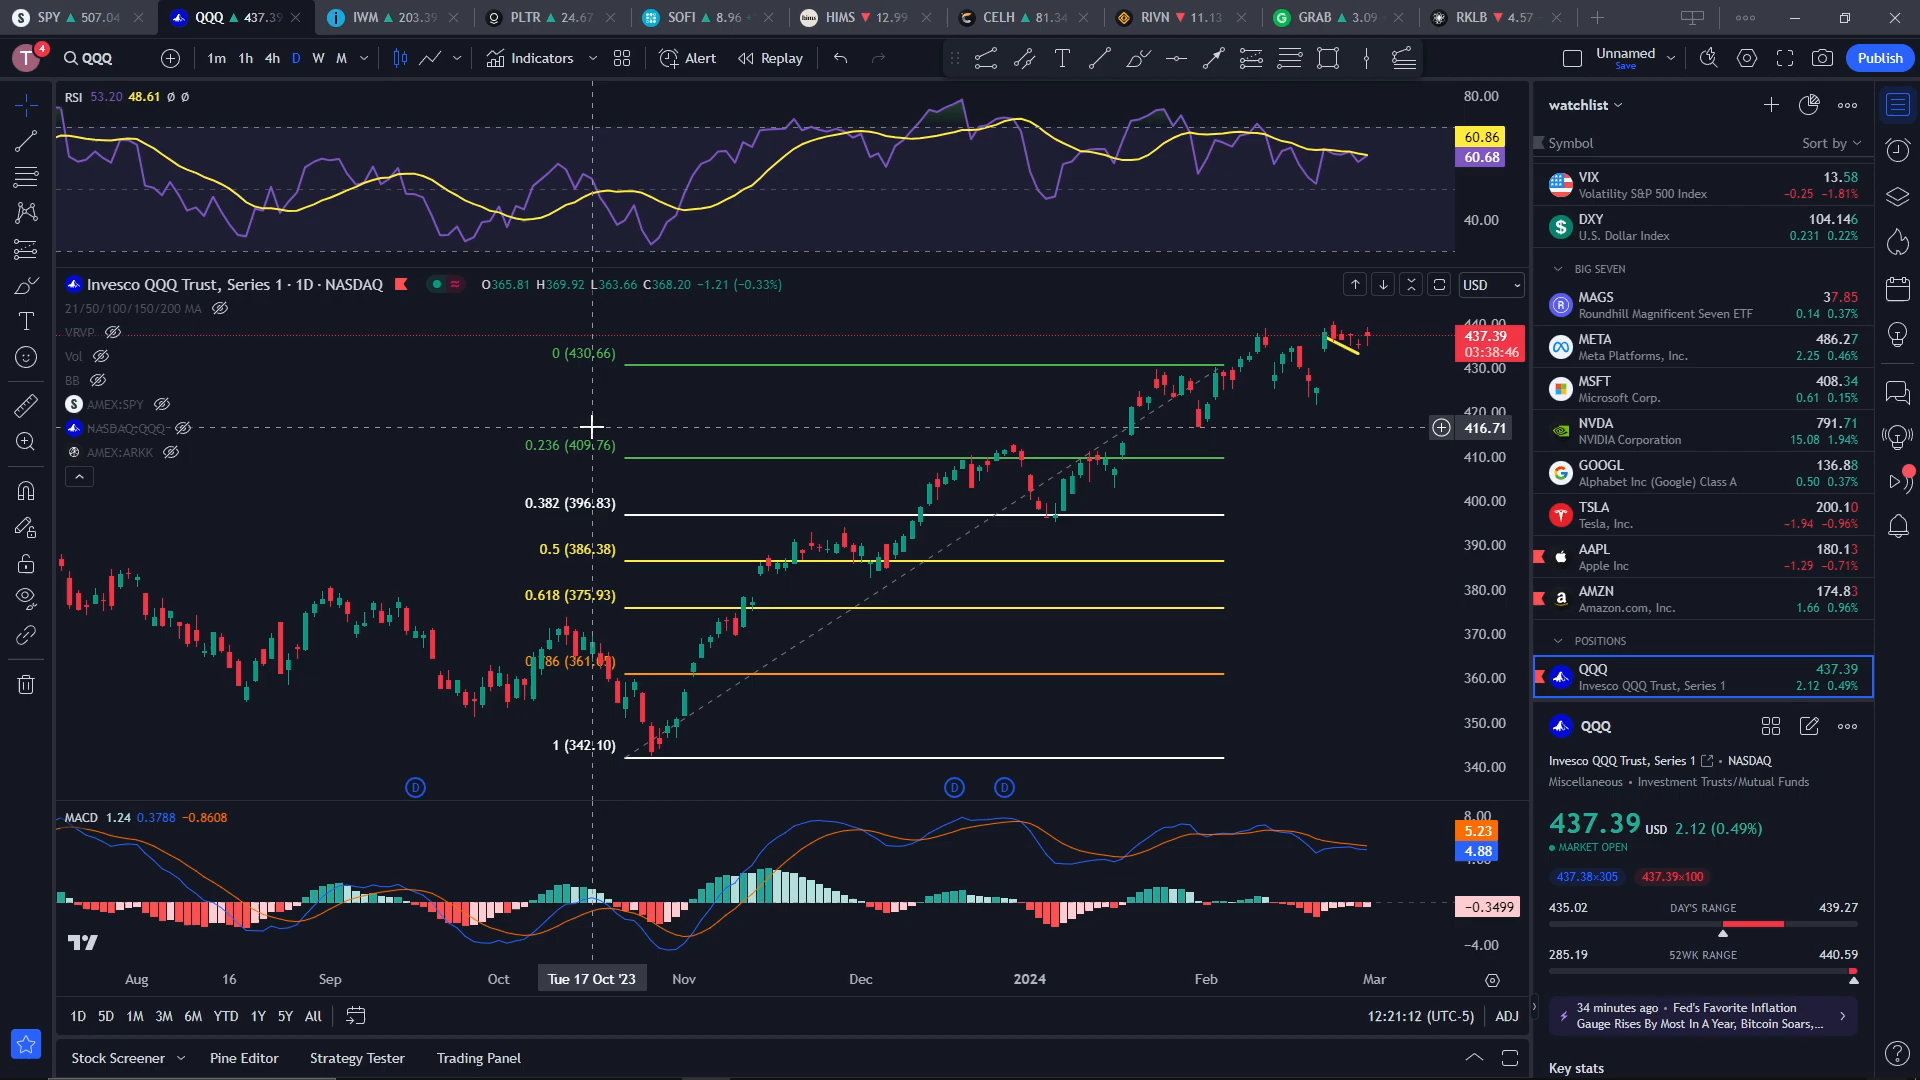 SPY 507.04
QQQ 437.39
IWM 203.39
PLTR 24.67
SOFI 8.96
hims HIMS 12.99
CELH 81.34
RIVN 11.13
GRAB 3.09
RKLB 4.57
T 4 QQQ 1m 1h 4h D W M Indicators Alert Replay Unnamed Save Publish
RSI 53.20 48.61 ø ø
80.00
60.86
60.68
40.00
Invesco QQQ Trust, Series 1 · 1D · NASDAQ O365.81 H369.92 L363.66 C368.20 −1.21 (−0.33%) USD
21/50/100/150/200 MA
VRVP
Vol
BB
S AMEX:SPY
NASDAQ:QQQ
AMEX:ARKK
440.00
437.39
03:38:46
430.00
420.00
416.71
410.00
400.00
390.00
380.00
370.00
360.00
350.00
340.00
0 (430.66)
0.236 (409.76)
0.382 (396.83)
0.5 (386.38)
0.618 (375.93)
0.786 (361.05)
1 (342.10)
D D D
MACD 1.24 0.3788 −0.8608
8.00
5.23
4.88
−0.3499
−4.00
Aug 16 Sep Oct Tue 17 Oct '23 Nov Dec 2024 Feb Mar
1D 5D 1M 3M 6M YTD 1Y 5Y All
12:21:12 (UTC-5) ADJ
Stock Screener Pine Editor Strategy Tester Trading Panel
watchlist
Symbol Sort by
VIX 13.58
Volatility S&P 500 Index −0.25 −1.81%
DXY 104.146
U.S. Dollar Index 0.231 0.22%
BIG SEVEN
MAGS 37.85
Roundhill Magnificent Seven ETF 0.14 0.37%
META 486.27
Meta Platforms, Inc. 2.25 0.46%
MSFT 408.34
Microsoft Corp. 0.61 0.15%
NVDA 791.71
NVIDIA Corporation 15.08 1.94%
GOOGL 136.88
Alphabet Inc (Google) Class A 0.50 0.37%
TSLA 200.10
Tesla, Inc. −1.94 −0.96%
AAPL 180.13
Apple Inc −1.29 −0.71%
AMZN 174.83
Amazon.com, Inc. 1.66 0.96%
POSITIONS
QQQ 437.39
Invesco QQQ Trust, Series 1 2.12 0.49%
QQQ
Invesco QQQ Trust, Series 1 • NASDAQ
Miscellaneous • Investment Trusts/Mutual Funds
437.39 USD 2.12 (0.49%)
MARKET OPEN
437.38×305 437.39×100
435.02 DAY'S RANGE 439.27
285.19 52WK RANGE 440.59
34 minutes ago • Fed's Favorite Inflation
Gauge Rises By Most In A Year, Bitcoin Soars,...
Key stats